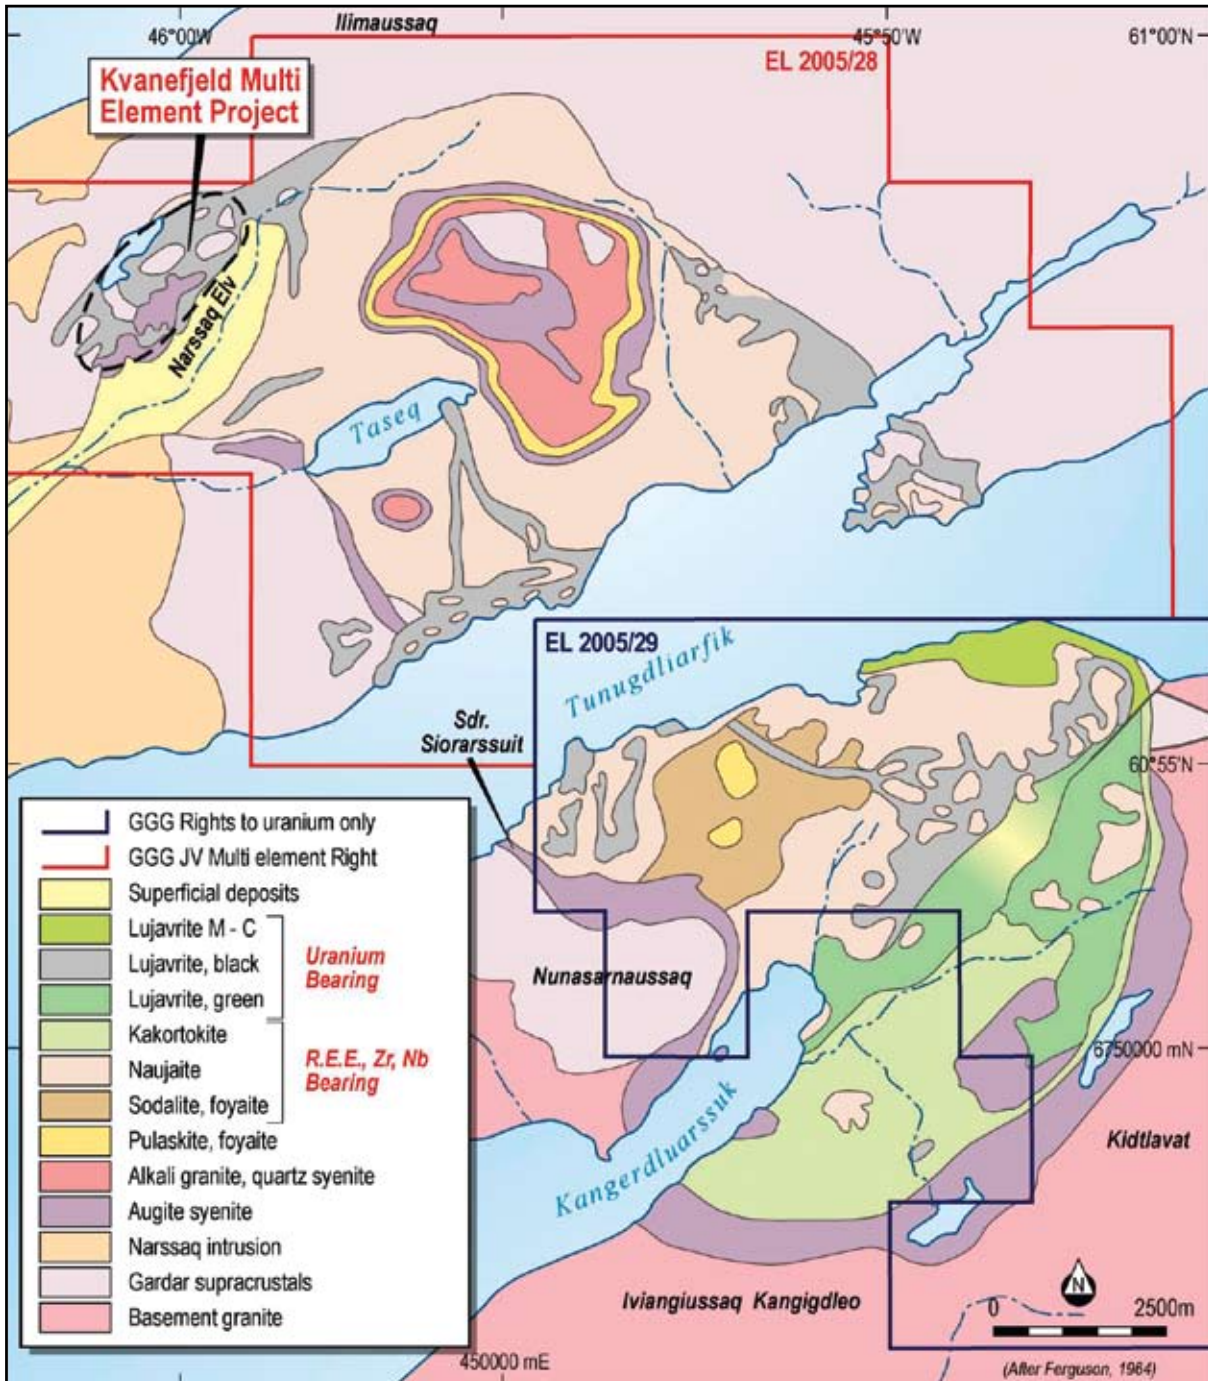 Ilimaussaq
46°00W
45°50'W
61°00'N
EL 2005/28
Kvanefjeld Multi
Element Project
Narssaq Elv
Taseq
EL 2005/29
Tunugdliarfik
Sdr.
Siorarssuit
60°55'N
GGG Rights to uranium only
GGG JV Multi element Right
Superficial deposits
Lujavrite M - C
Lujavrite, black
Lujavrite, green
Uranium
Bearing
Kakortokite
Naujaite
Sodalite, foyaite
R.E.E., Zr, Nb
Bearing
Pulaskite, foyaite
Alkali granite, quartz syenite
Augite syenite
Narssaq intrusion
Gardar supracrustals
Basement granite
Nunasarnaussaq
6750000 mN
Kangerdluarssuk
Kidtlavat
Iviangiussaq Kangigdleo
N
0 2500m
450000 mE
(After Ferguson, 1964)